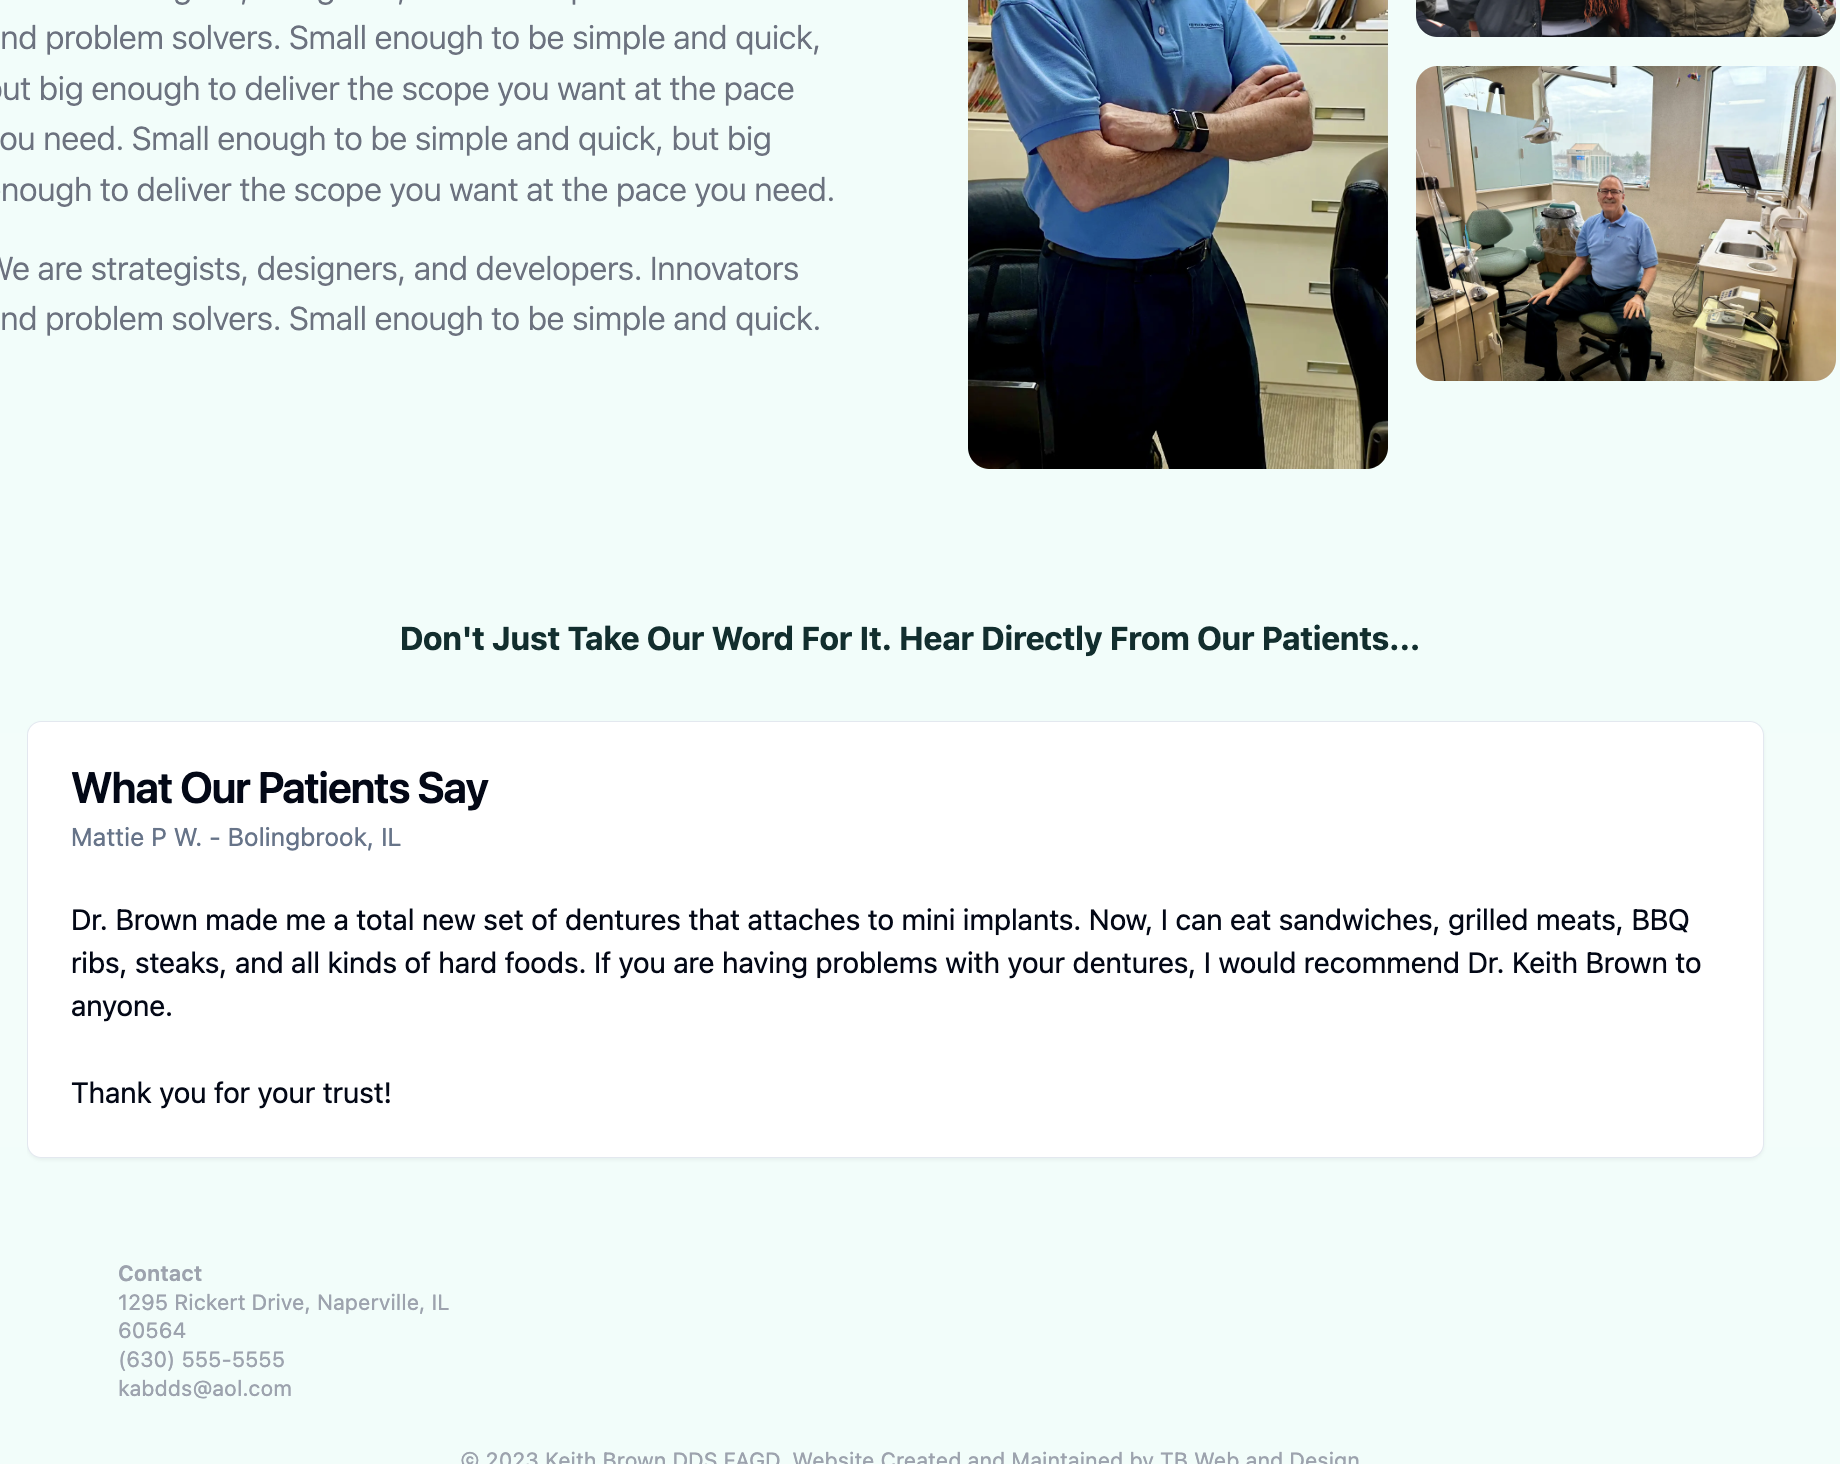 nd problem solvers. Small enough to be simple and quick,
but big enough to deliver the scope you want at the pace
ou need. Small enough to be simple and quick, but big
nough to deliver the scope you want at the pace you need.
We are strategists, designers, and developers. Innovators
nd problem solvers. Small enough to be simple and quick.
Don't Just Take Our Word For It. Hear Directly From Our Patients...
What Our Patients Say
Mattie P W. - Bolingbrook, IL
Dr. Brown made me a total new set of dentures that attaches to mini implants. Now, I can eat sandwiches, grilled meats, BBQ
ribs, steaks, and all kinds of hard foods. If you are having problems with your dentures, I would recommend Dr. Keith Brown to
anyone.
Thank you for your trust!
Contact
1295 Rickert Drive, Naperville, IL
60564
(630) 555-5555
kabdds@aol.com
© 2023 Keith Brown DDS FAGD. Website Created and Maintained by TB Web and Design